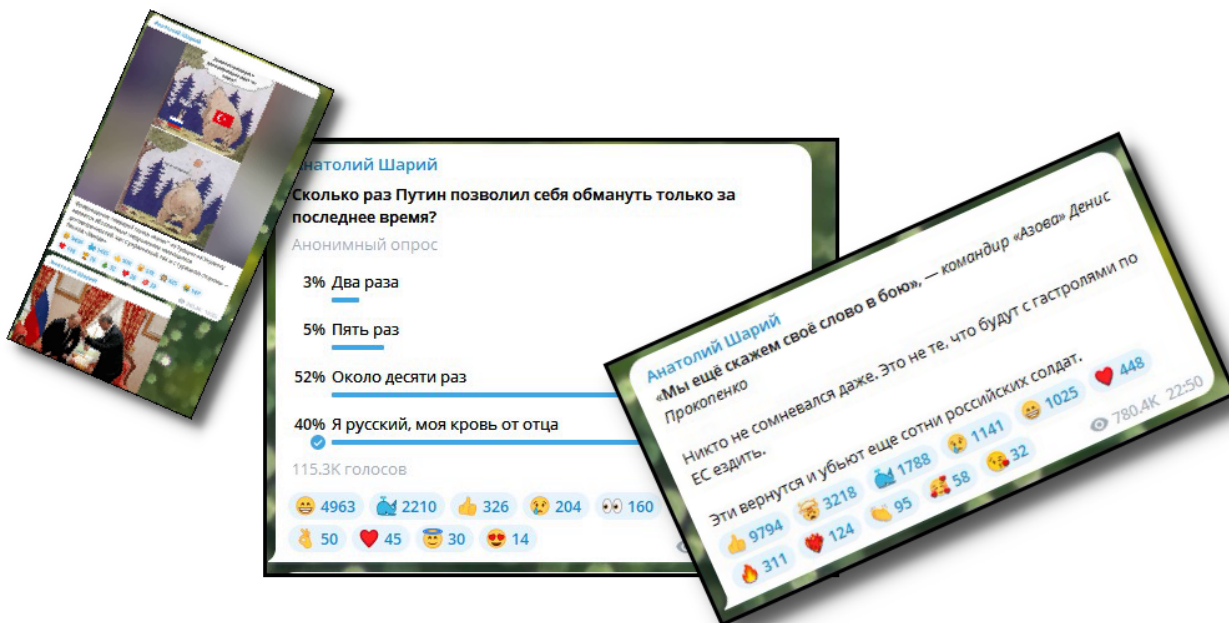 Анатолий Шарий
Анатолий Шарий
натолий Шарий
Сколько раз Путин позволил себя обмануть только за
последнее время?
Анонимный опрос
3% Два раза
5% Пять раз
52% Около десяти раз
40% Я русский, моя кровь от отца
115.3K голосов
4963 2210 326 204 160
50 45 30 14
Анатолий Шарий
«Мы ещё скажем своё слово в бою», — командир «Азова» Денис
Прокопенко
Никто не сомневался даже. Это не те, что будут с гастролями по
ЕС ездить.
Эти вернутся и убьют еще сотни российских солдат.
9794 3218 1788 1141 1025 448
311 124 95 58 32
780.4K 22:50